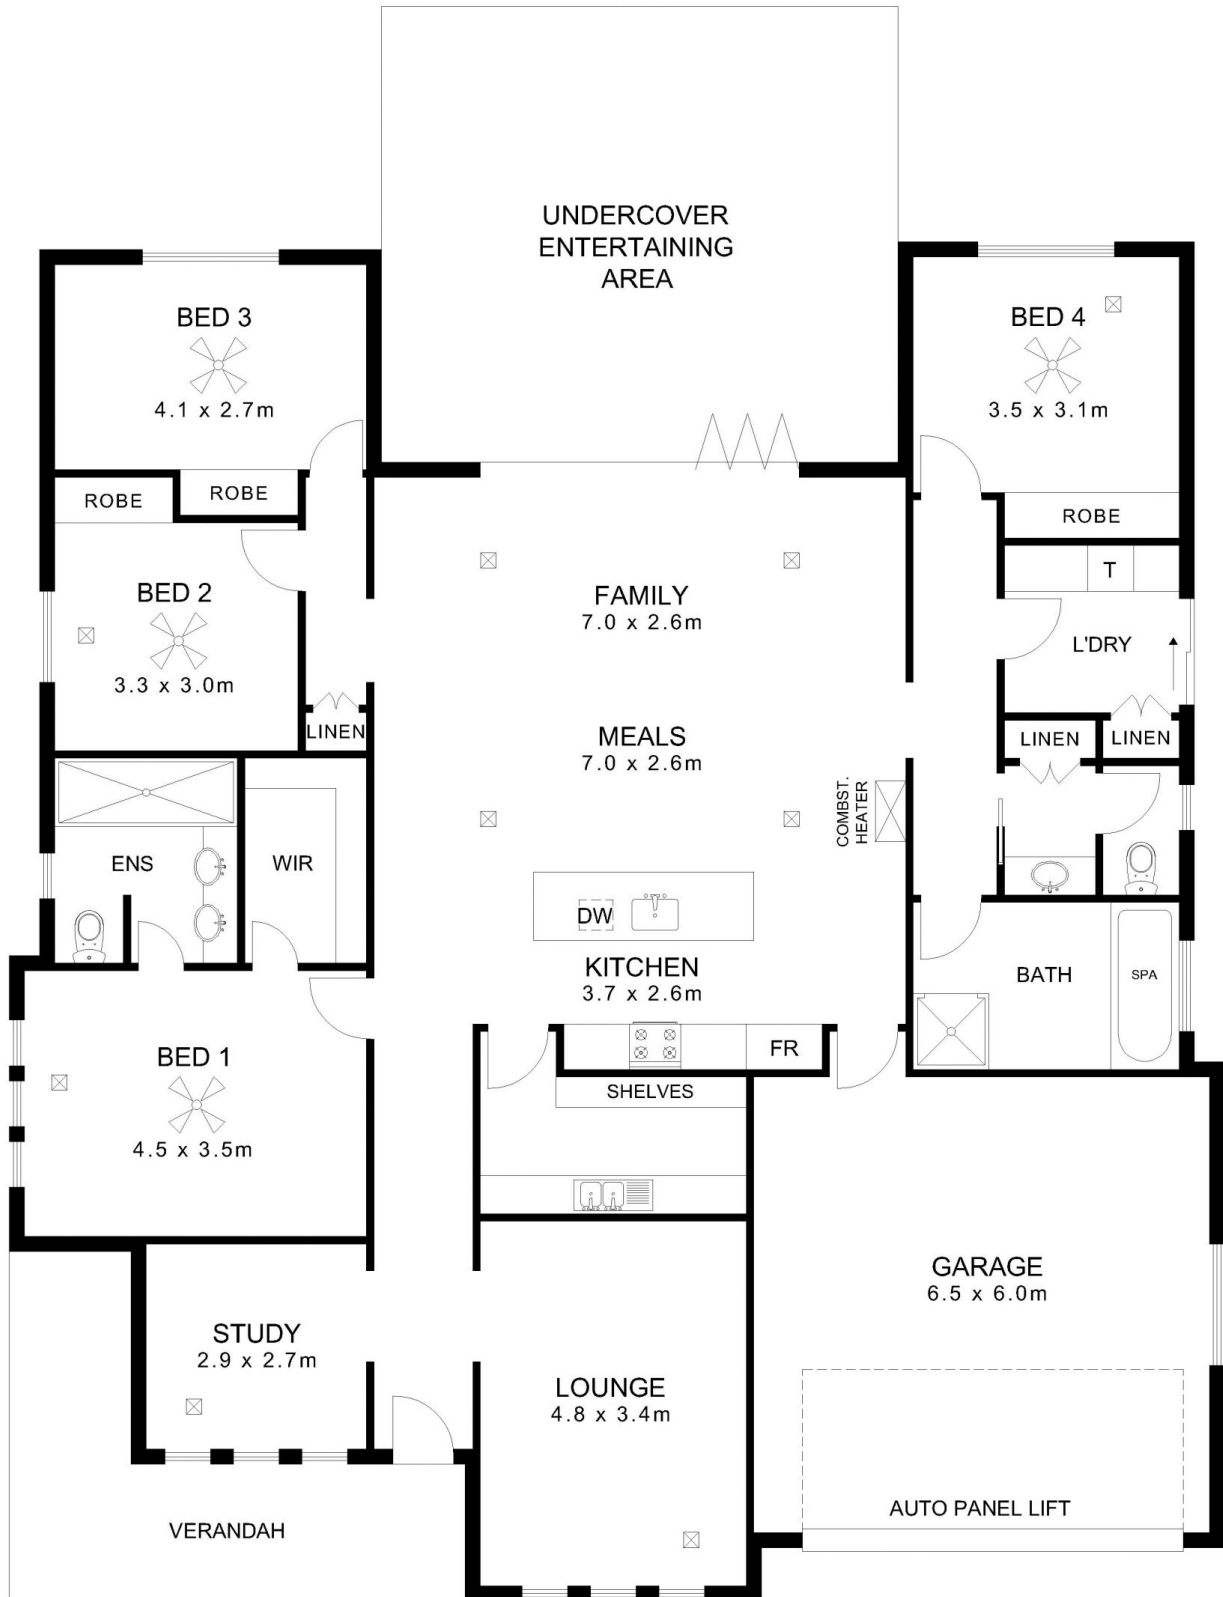 UNDERCOVER
ENTERTAINING
AREA
BED 3
4.1 x 2.7m
BED 4
3.5 x 3.1m
ROBE
ROBE
ROBE
BED 2
3.3 x 3.0m
FAMILY
7.0 x 2.6m
T
L'DRY
LINEN
MEALS
7.0 x 2.6m
LINEN
LINEN
COMBST.
HEATER
ENS
WIR
DW
KITCHEN
3.7 x 2.6m
BATH
SPA
FR
BED 1
4.5 x 3.5m
SHELVES
GARAGE
6.5 x 6.0m
STUDY
2.9 x 2.7m
LOUNGE
4.8 x 3.4m
AUTO PANEL LIFT
VERANDAH